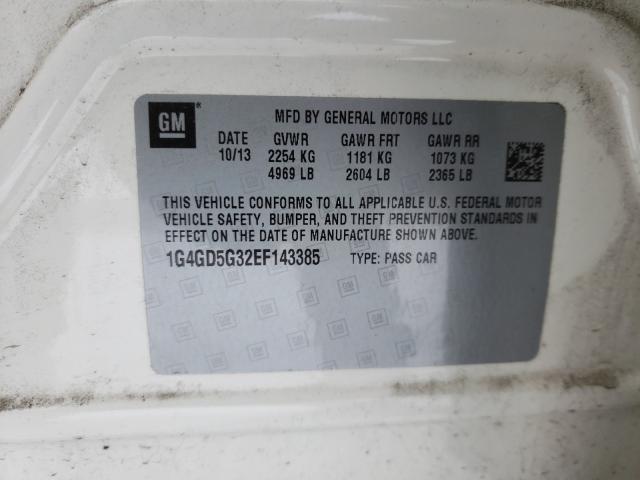 GM
MFD BY GENERAL MOTORS LLC
DATE GVWR GAWR FRT GAWR RR
10/13 2254 KG 1181 KG 1073 KG
4969 LB 2604 LB 2365 LB
THIS VEHICLE CONFORMS TO ALL APPLICABLE U.S. FEDERAL MOTOR
VEHICLE SAFETY, BUMPER, AND THEFT PREVENTION STANDARDS IN
EFFECT ON THE DATE OF MANUFACTURE SHOWN ABOVE.
1G4GD5G32EF143385 TYPE: PASS CAR